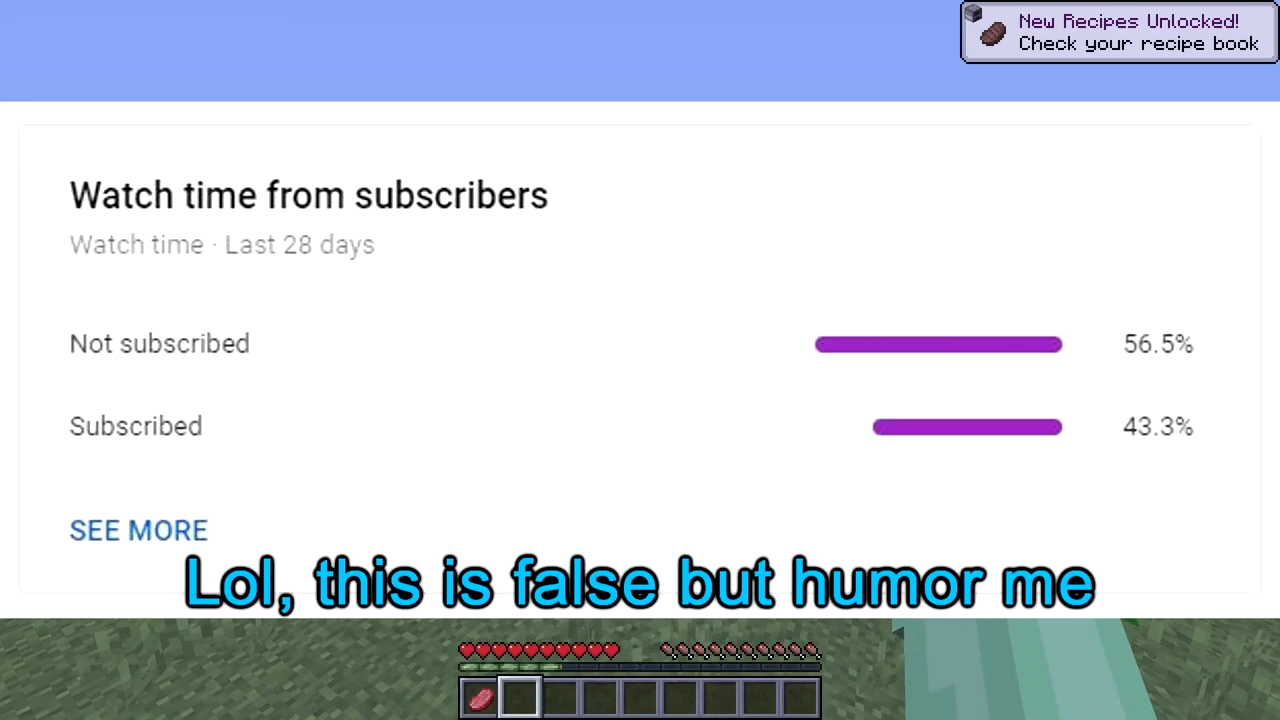 New Recipes Unlocked!
Check your recipe book
Watch time from subscribers
Watch time · Last 28 days
Not subscribed 56.5%
Subscribed 43.3%
SEE MORE
Lol, this is false but humor me